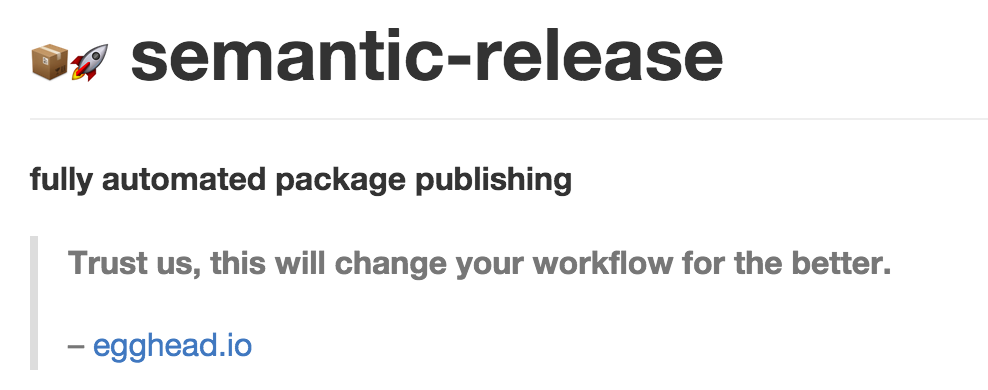 📦🚀 semantic-release
fully automated package publishing
Trust us, this will change your workflow for the better.
– egghead.io